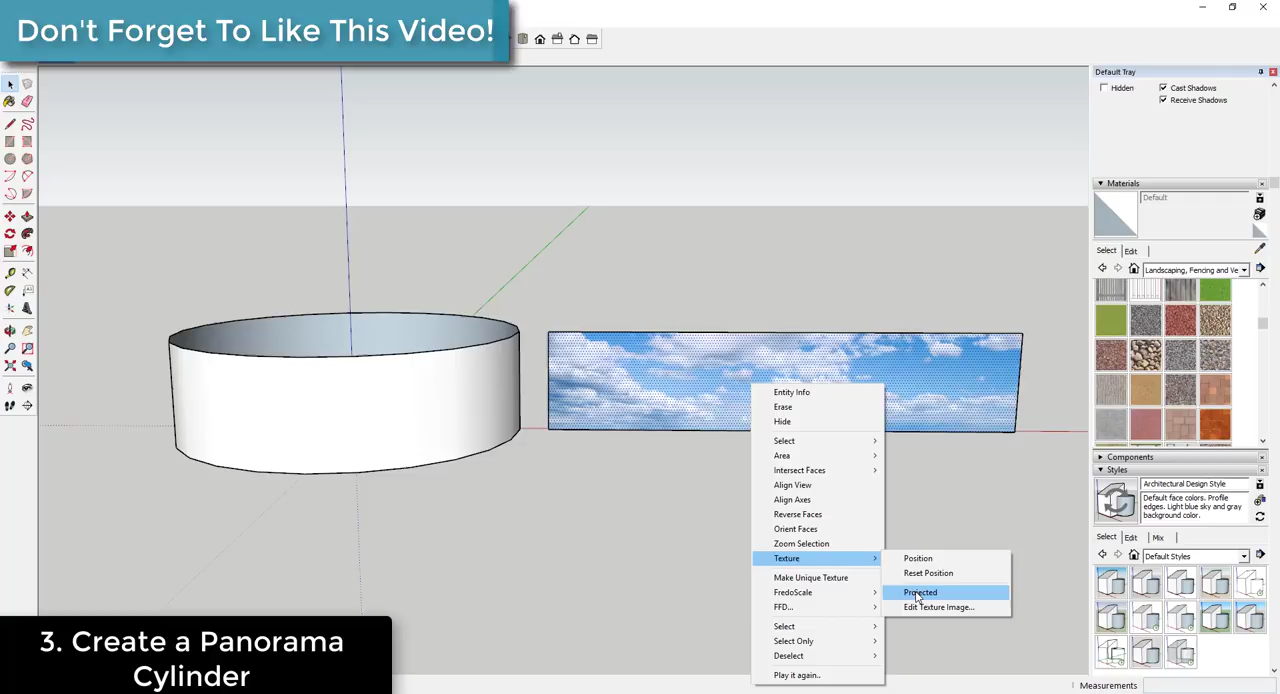 Don't Forget To Like This Video!
Default Tray
Hidden
Cast Shadows
Receive Shadows
Materials
Default
Select
Edit
Landscaping, Fencing and Ve
Components
Styles
Architectural Design Style
Default face colors. Profile
edges. Light blue sky and gray
background color.
Select
Edit
Mix
Default Styles
Entity Info
Erase
Hide
Select
Area
Intersect Faces
Align View
Align Axes
Reverse Faces
Orient Faces
Zoom Selection
Texture
Make Unique Texture
FredoScale
FFD...
Select
Select Only
Deselect
Play it again..
Position
Reset Position
Projected
Edit Texture Image...
3. Create a Panorama
Cylinder
Measurements